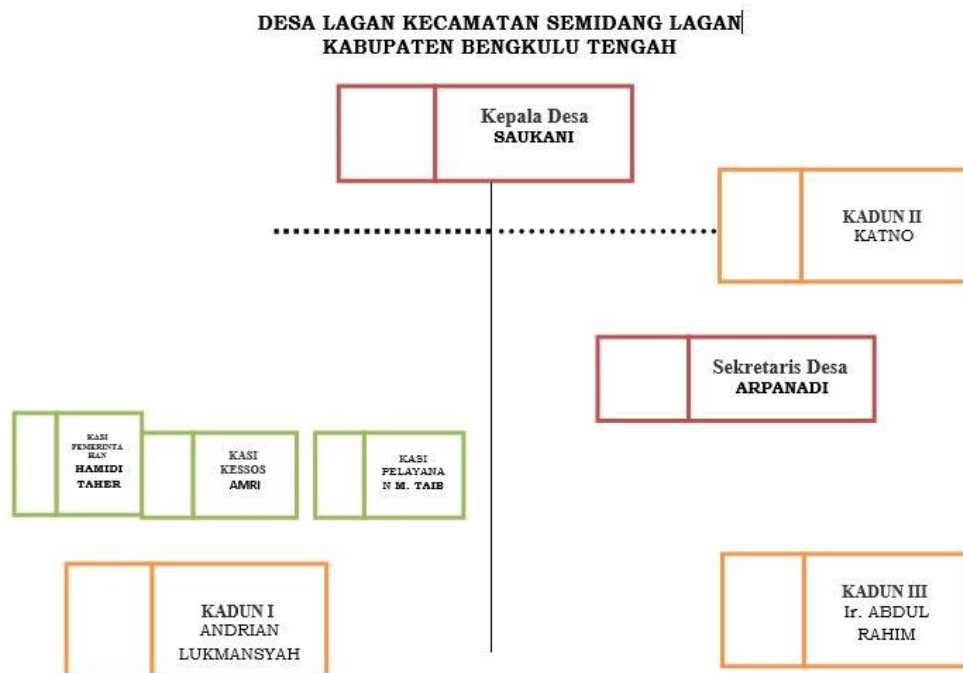 DESA LAGAN KECAMATAN SEMIDANG LAGAN
KABUPATEN BENGKULU TENGAH
Kepala Desa
SAUKANI
KADUN II
KATNO
Sekretaris Desa
ARPANADI
KASI
PEMERINTA
HAN
HAMIDI
TAHER
KASI
KESSOS
AMRI
KASI
PELAYANA
N M. TAIB
KADUN I
ANDRIAN
LUKMANSYAH
KADUN III
Ir. ABDUL
RAHIM